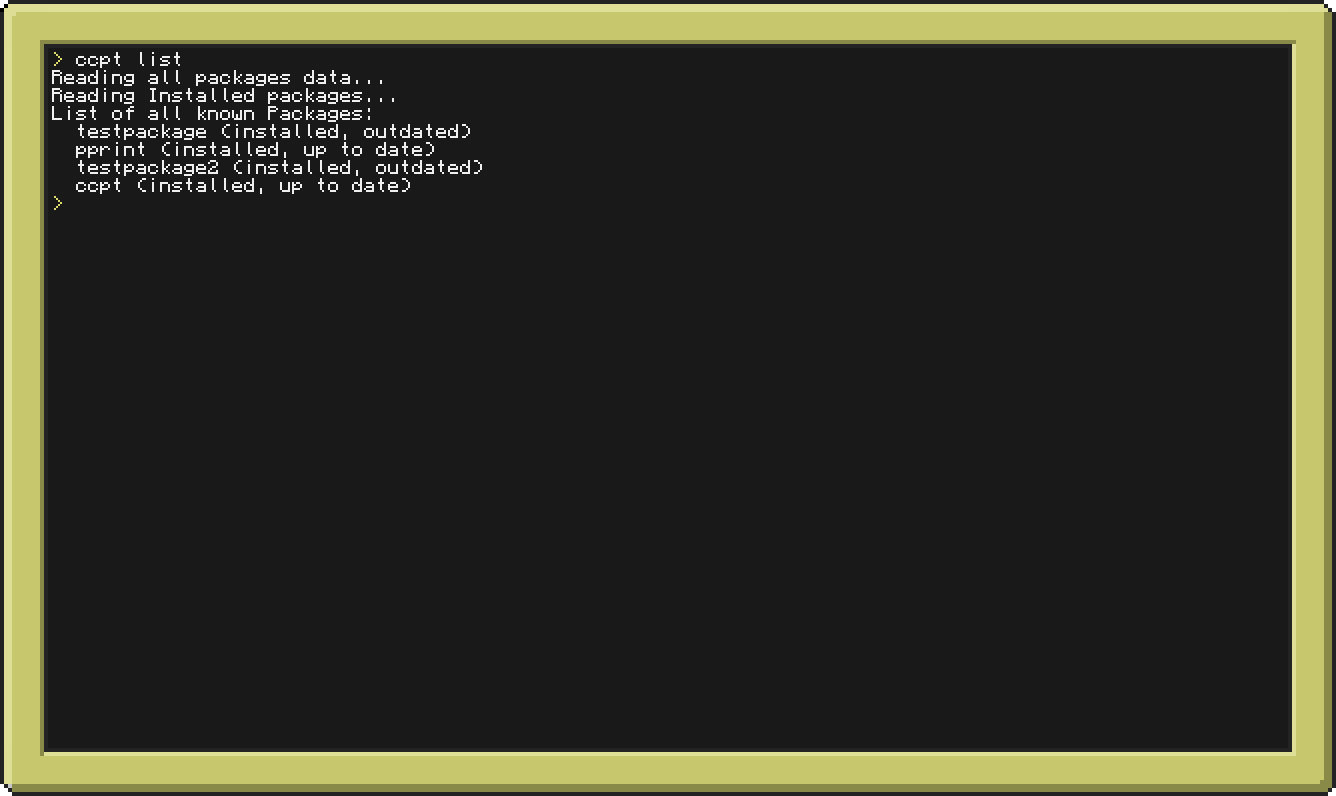 > ccpt list
Reading all packages data...
Reading Installed packages...
List of all known Packages:
  testpackage (installed, outdated)
  pprint (installed, up to date)
  testpackage2 (installed, outdated)
  ccpt (installed, up to date)
>